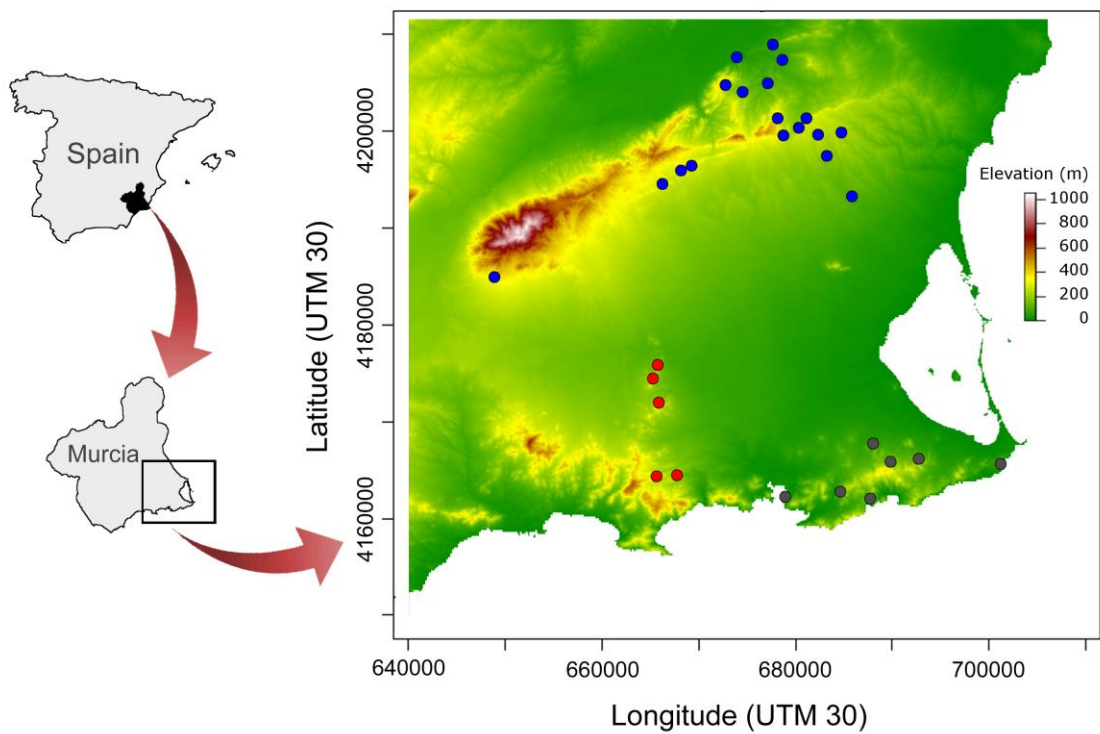 Spain
Murcia
Latitude (UTM 30)
4200000
4180000
4160000
Elevation (m)
1000
800
600
400
200
0
640000
660000
680000
700000
Longitude (UTM 30)